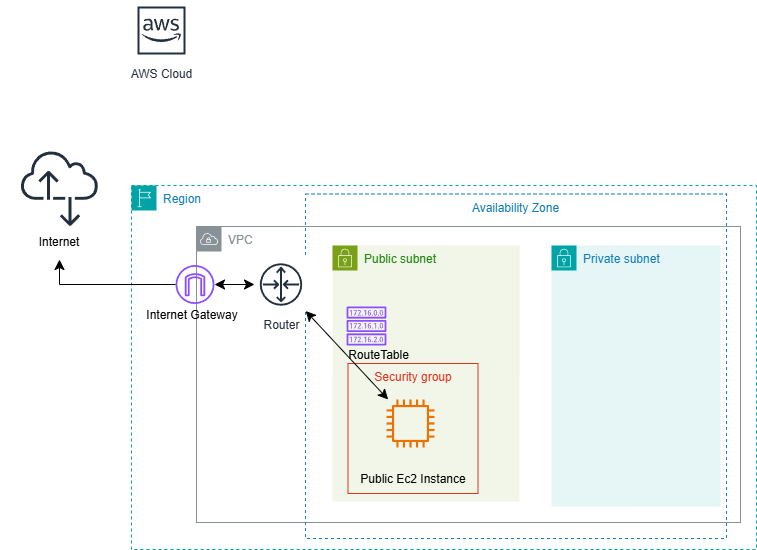 aws
AWS Cloud
Region
Availability Zone
Internet
VPC
Public subnet
Private subnet
Internet Gateway
Router
172.16.0.0
172.16.1.0
172.16.2.0
RouteTable
Security group
Public Ec2 Instance